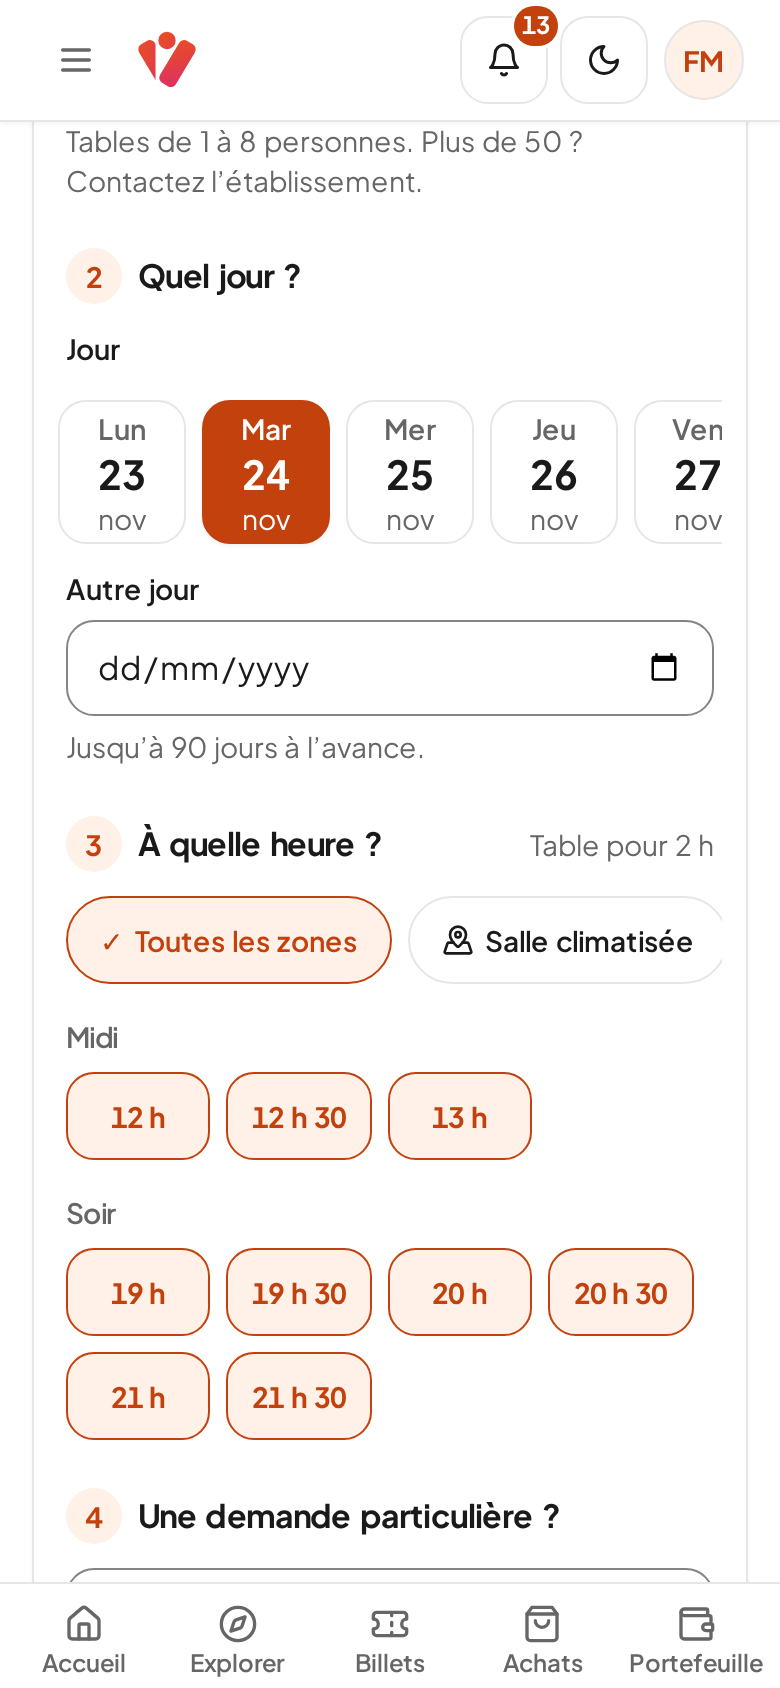 13
FM
Tables de 1 à 8 personnes. Plus de 50 ?
Contactez l’établissement.
2 Quel jour ?
Jour
Lun Mar Mer Jeu Ven
23 24 25 26 27
nov nov nov nov nov
Autre jour
dd/mm/yyyy
Jusqu’à 90 jours à l’avance.
3 À quelle heure ? Table pour 2 h
✓ Toutes les zones Salle climatisée
Midi
12 h 12 h 30 13 h
Soir
19 h 19 h 30 20 h 20 h 30
21 h 21 h 30
4 Une demande particulière ?
Accueil Explorer Billets Achats Portefeuille